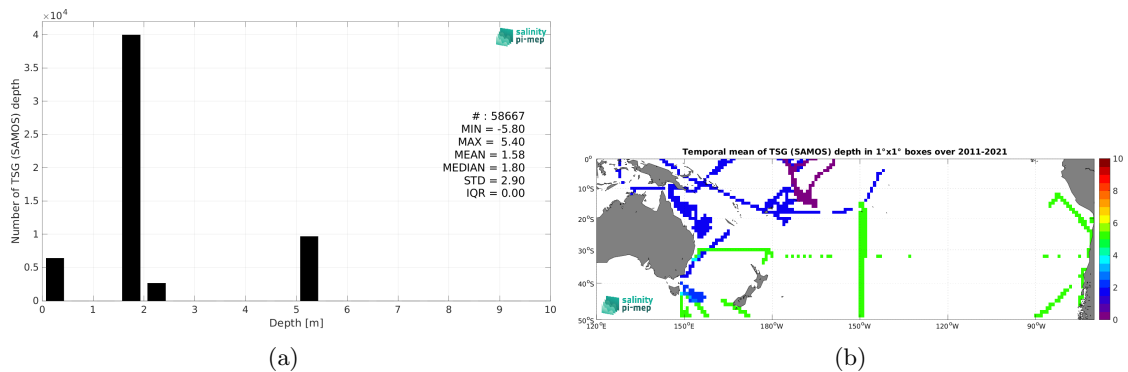 ×10⁴
4
3.5
3
2.5
2
1.5
1
0.5
0
Number of TSG (SAMOS) depth
0 1 2 3 4 5 6 7 8 9 10
Depth [m]
salinity
pi-mep
# : 58667
MIN = -5.80
MAX = 5.40
MEAN = 1.58
MEDIAN = 1.80
STD = 2.90
IQR = 0.00
(a)
Temporal mean of TSG (SAMOS) depth in 1°x1° boxes over 2011-2021
0°
10°S
20°S
30°S
40°S
50°S
120°E 150°E 180°W 150°W 120°W 90°W
salinity
pi-mep
10
8
6
4
2
0
(b)